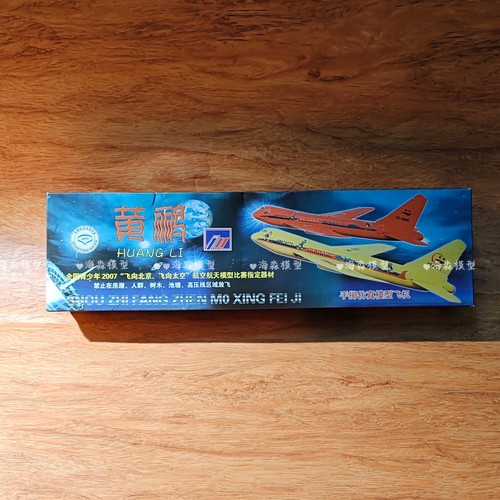 黄鹂
HUANG LI
全国青少年2007“飞向北京、飞向太空”航空航天模型比赛指定器材
禁止在房屋、人群、树木、池塘、高压线区域放飞
SHOU ZHI FANG ZHEN MO XING FEI JI
手掷仿真模型飞机
♥海淼模型♥
♥海淼模型♥
♥海淼模型♥
♥海淼模型♥